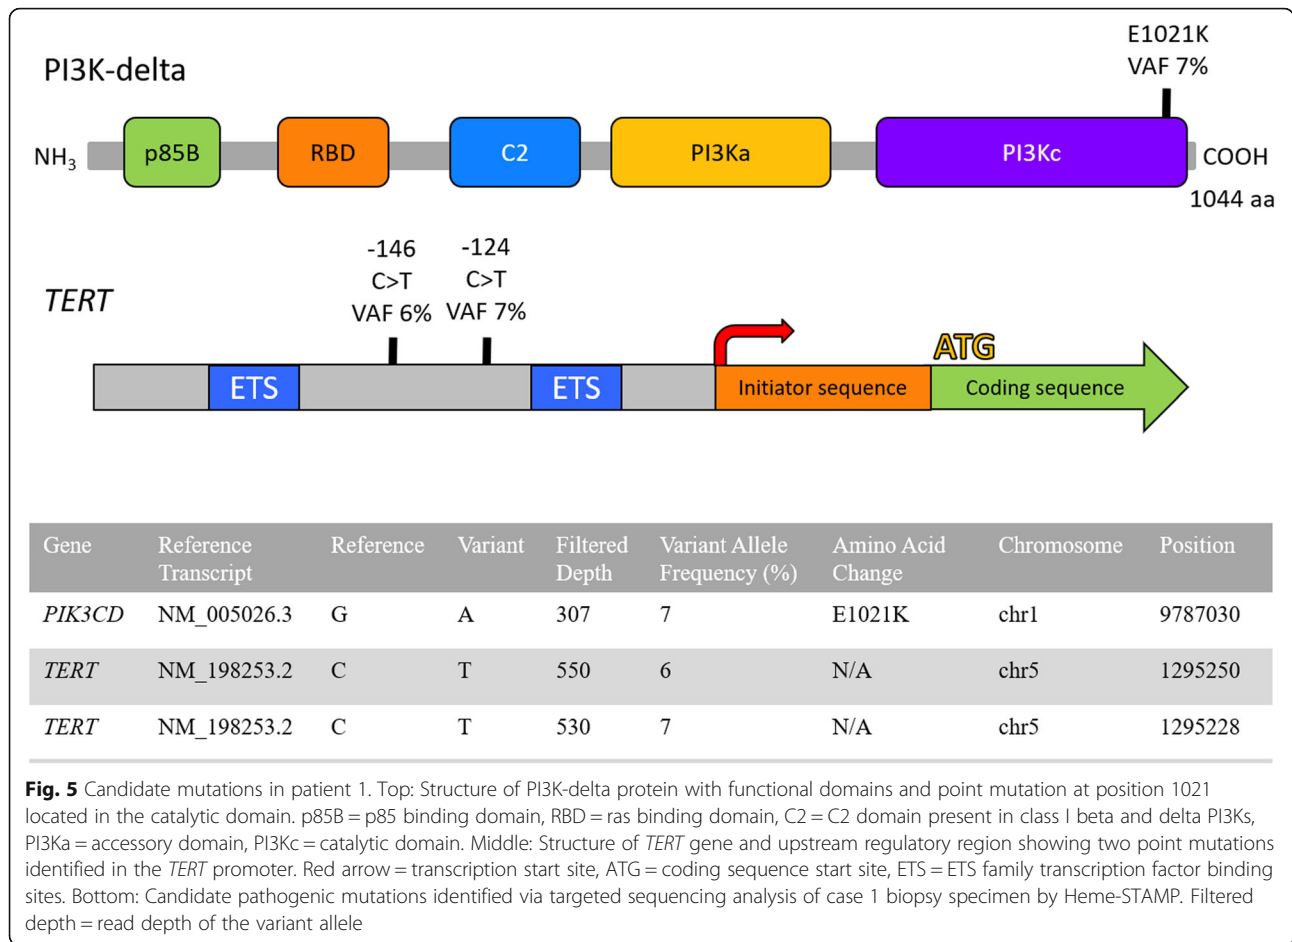 PI3K-delta
E1021K
VAF 7%
NH3
p85B
RBD
C2
PI3Ka
PI3Kc
COOH
1044 aa
TERT
-146
C>T
VAF 6%
-124
C>T
VAF 7%
ETS
ETS
Initiator sequence
ATG
Coding sequence
Gene Reference Transcript Reference Variant Filtered Depth Variant Allele Frequency (%) Amino Acid Change Chromosome Position
PIK3CD NM_005026.3 G A 307 7 E1021K chr1 9787030
TERT NM_198253.2 C T 550 6 N/A chr5 1295250
TERT NM_198253.2 C T 530 7 N/A chr5 1295228
Fig. 5 Candidate mutations in patient 1. Top: Structure of PI3K-delta protein with functional domains and point mutation at position 1021
located in the catalytic domain. p85B = p85 binding domain, RBD = ras binding domain, C2 = C2 domain present in class I beta and delta PI3Ks,
PI3Ka = accessory domain, PI3Kc = catalytic domain. Middle: Structure of TERT gene and upstream regulatory region showing two point mutations
identified in the TERT promoter. Red arrow = transcription start site, ATG = coding sequence start site, ETS = ETS family transcription factor binding
sites. Bottom: Candidate pathogenic mutations identified via targeted sequencing analysis of case 1 biopsy specimen by Heme-STAMP. Filtered
depth = read depth of the variant allele